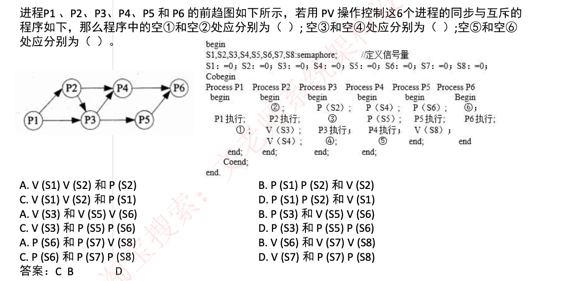 进程P1 、P2、P3、P4、P5 和 P6 的前趋图如下所示，若用 PV 操作控制这6个进程的同步与互斥的
程序如下，那么程序中的空①和空②处应分别为（ ）；空③和空④处应分别为（ ）;空⑤和空⑥
处应分别为（ ）。
begin
S1,S2,S3,S4,S5,S6,S7,S8:semaphore; //定义信号量
S1: =0; S2: =0; S3: =0; S4: =0; S5: =0; S6: =0; S7: =0; S8: =0;
Cobegin
Process P1 Process P2 Process P3 Process P4 Process P5 Process P6
begin begin begin begin begin Begin
②; P（S2）; P（S4）; P（S6）; ⑥;
P1执行; P2执行; ③ P（S5）; P5执行; P6执行;
①; V（S3）; P3执行; P4执行; V（S8）;
V（S4）; ④; ⑤
end; end; end; end; end; end
Coend;
end.
P1 P2 P3 P4 P5 P6
A. V (S1) V (S2) 和 P (S2) B. P (S1) P (S2) 和 V (S2)
C. V (S1) V (S2) 和 P (S1) D. P (S1) P (S2) 和 V (S1)
A. V (S3) 和 V (S5) V (S6) B. P (S3) 和 V (S5) V (S6)
C. V (S3) 和 P (S5) P (S6) D. P (S3) 和 P (S5) P (S6)
A. P (S6) 和 P (S7) V (S8) B. V (S6) 和 V (S7) V (S8)
C. P (S6) 和 P (S7) P (S8) D. V (S7) 和 P (S7) P (S8)
答案：C B D